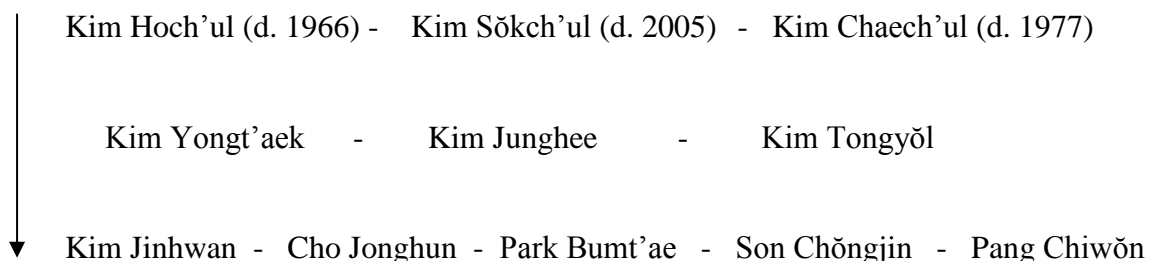 Kim Hoch’ul (d. 1966) - Kim Sŏkch’ul (d. 2005) - Kim Chaech’ul (d. 1977)
Kim Yongt’aek - Kim Junghee - Kim Tongyŏl
Kim Jinhwan - Cho Jonghun - Park Bumt’ae - Son Chŏngjin - Pang Chiwŏn